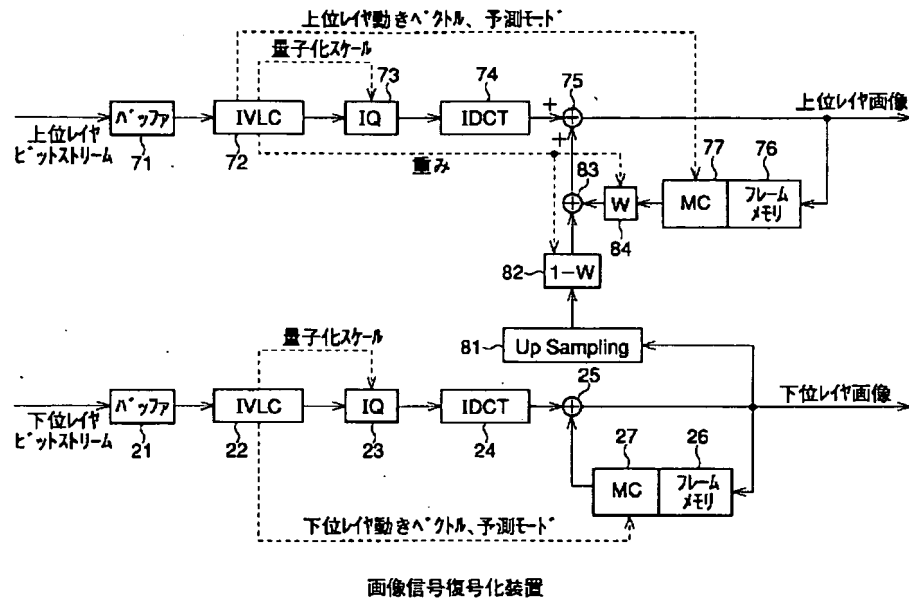 上位レイヤ動きベクトル、予測モード
量子化スケール
73
74
75
上位レイヤ画像
バッファ
IVLC
IQ
IDCT
+
+
上位レイヤ
ビットストリーム
71
72
重み
77
76
83
W
MC
フレーム
メモリ
84
82
1-W
量子化スケール
81
Up Sampling
25
バッファ
IVLC
IQ
IDCT
下位レイヤ画像
下位レイヤ
ビットストリーム
21
22
23
24
27
26
MC
フレーム
メモリ
下位レイヤ動きベクトル、予測モード
画像信号復号化装置